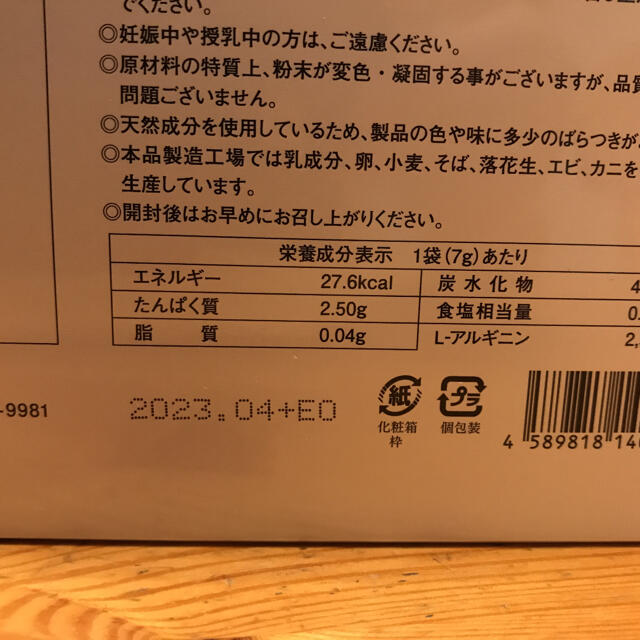 でください。
◎妊娠中や授乳中の方は、ご遠慮ください。
◎原材料の特質上、粉末が変色・凝固する事がございますが、品質
問題ございません。
◎天然成分を使用しているため、製品の色や味に多少のばらつきが
◎本品製造工場では乳成分、卵、小麦、そば、落花生、エビ、カニを
生産しています。
◎開封後はお早めにお召し上がりください。
栄養成分表示 1袋(7g)あたり
エネルギー 27.6kcal 炭水化物 4
たんぱく質 2.50g 食塩相当量 0.
脂質 0.04g L-アルギニン 2,
-9981
2023.04+E0
紙 プラ
化粧箱 個包装
枠
4 589818 14